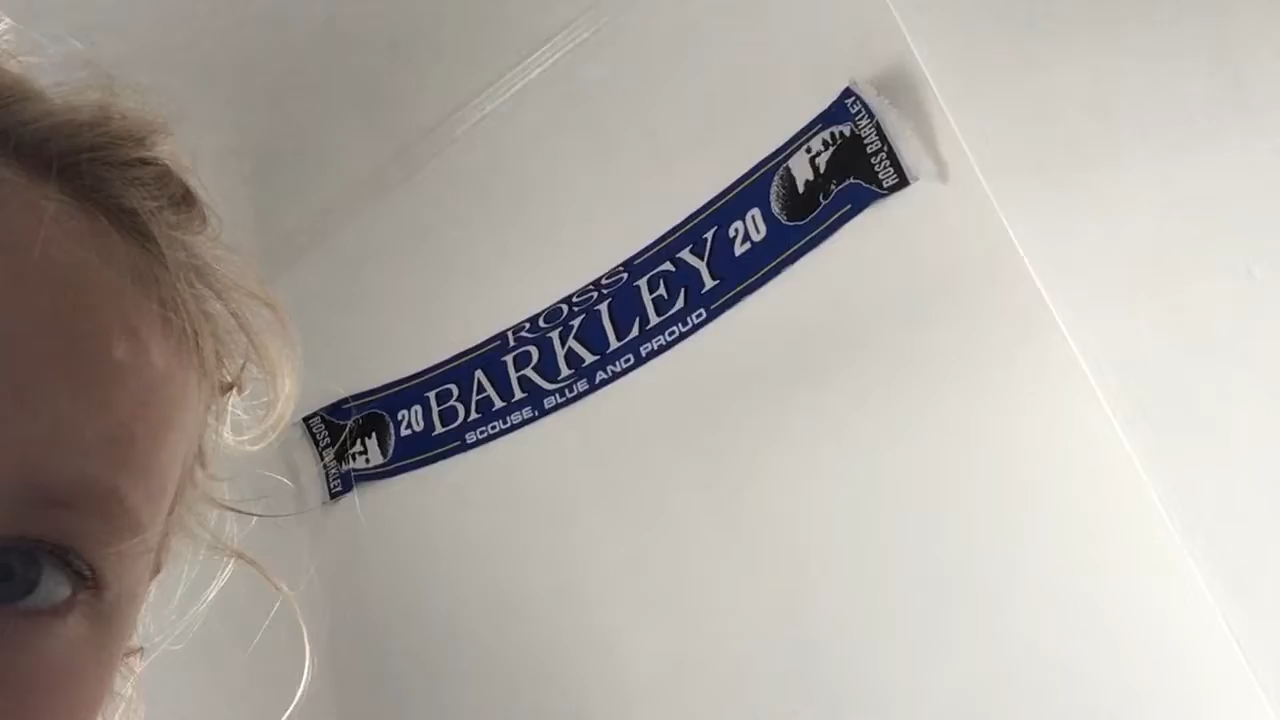 ROSS BARKLEY
20
ROSS
BARKLEY
SCOUSE, BLUE AND PROUD
20
ROSS BARKLEY